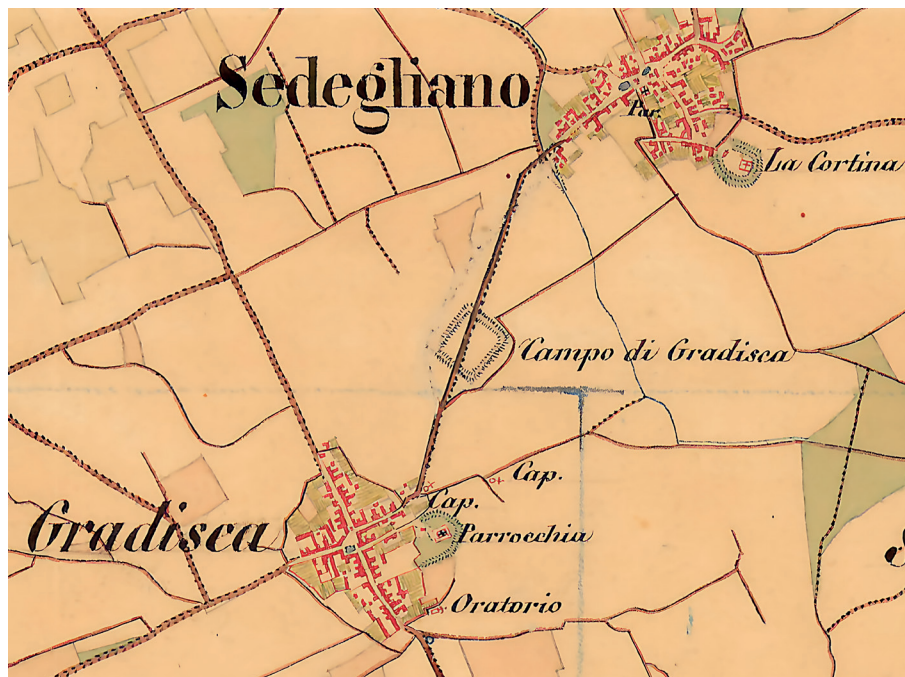 Sedegliano
Par.
La Cortina
Campo di Gradisca
Cap.
Cap.
Gradisca
Parrocchia
Oratorio
S